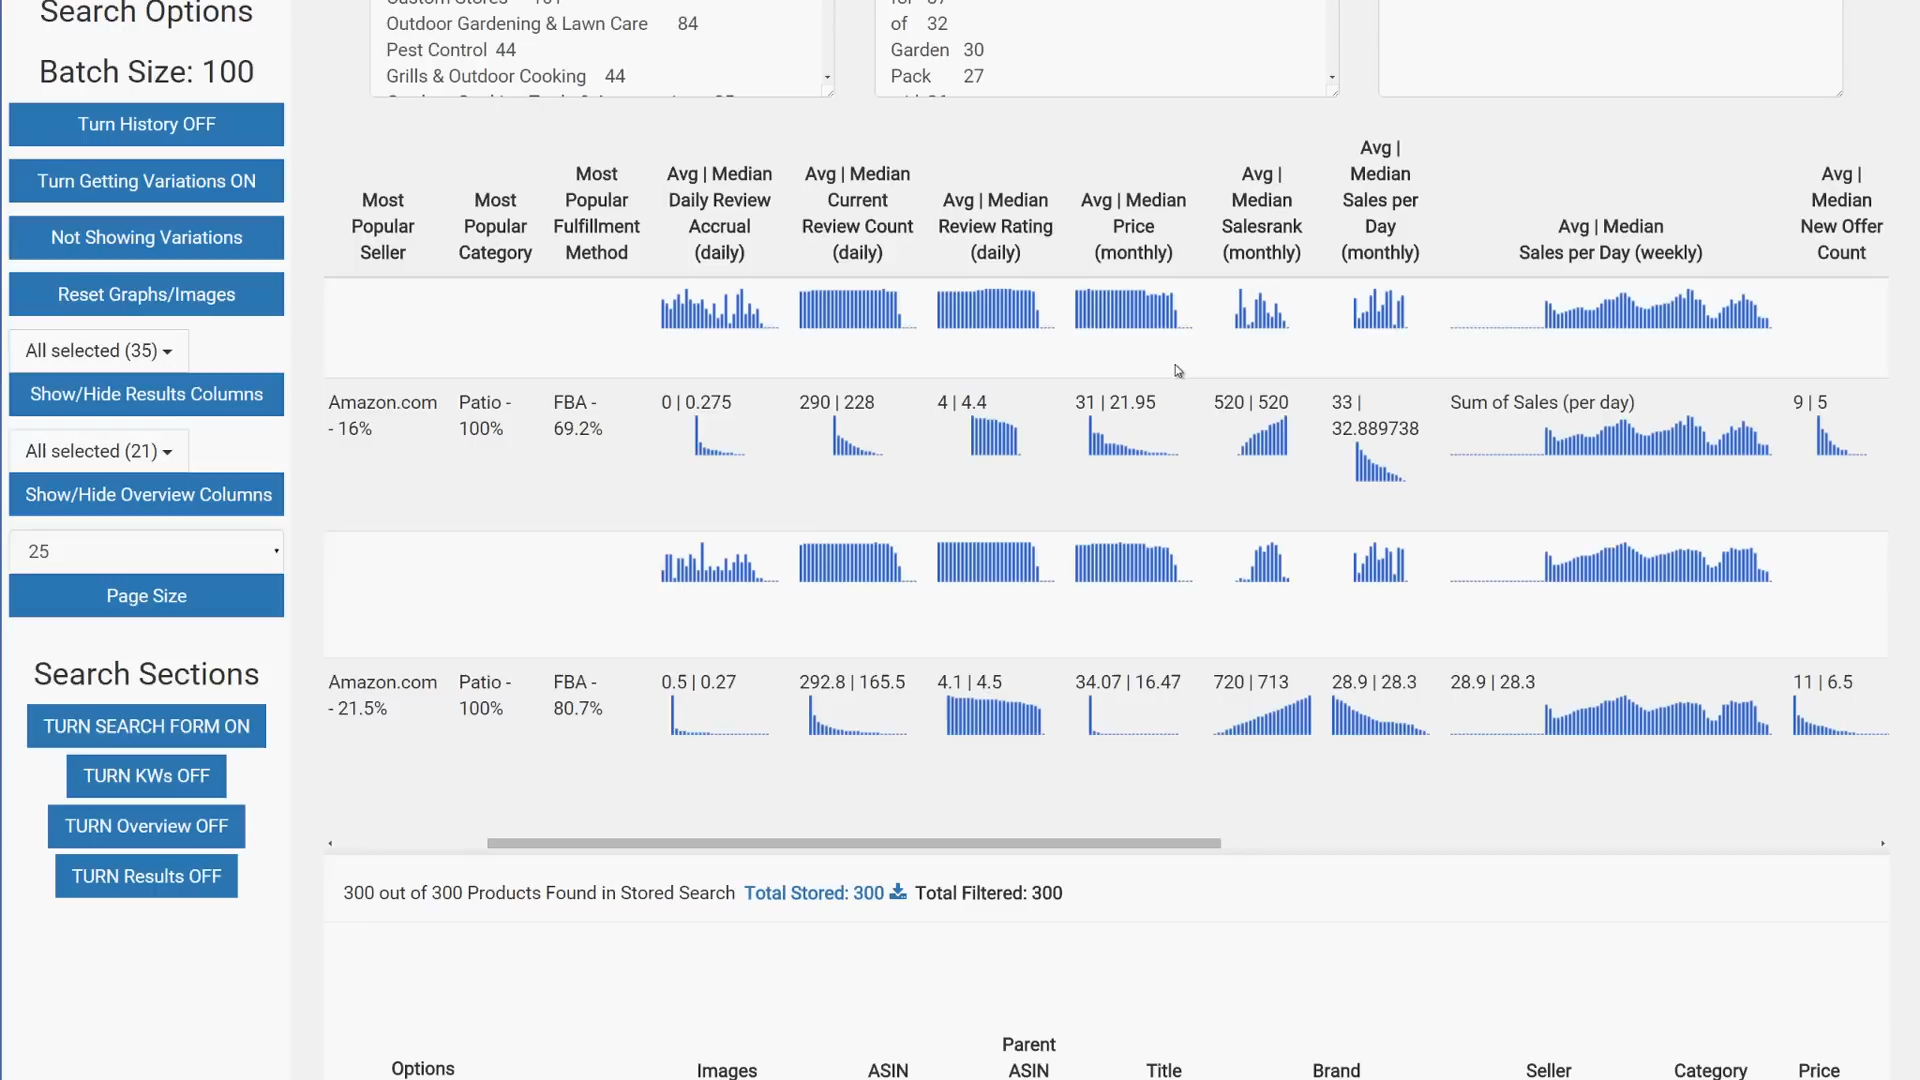 Search Options
Batch Size: 100
Turn History OFF
Turn Getting Variations ON
Not Showing Variations
Reset Graphs/Images
All selected (35)
Show/Hide Results Columns
All selected (21)
Show/Hide Overview Columns
25
Page Size
Search Sections
TURN SEARCH FORM ON
TURN KWs OFF
TURN Overview OFF
TURN Results OFF
Outdoor Gardening & Lawn Care 84
Pest Control 44
Grills & Outdoor Cooking 44
of 32
Garden 30
Pack 27
Most
Popular
Seller
Most
Popular
Category
Most
Popular
Fulfillment
Method
Avg | Median
Daily Review
Accrual
(daily)
Avg | Median
Current
Review Count
(daily)
Avg | Median
Review Rating
(daily)
Avg | Median
Price
(monthly)
Avg |
Median
Salesrank
(monthly)
Avg |
Median
Sales per
Day
(monthly)
Avg | Median
Sales per Day (weekly)
Avg |
Median
New Offer
Count
Amazon.com
- 16%
Patio -
100%
FBA -
69.2%
0 | 0.275
290 | 228
4 | 4.4
31 | 21.95
520 | 520
33 |
32.889738
Sum of Sales (per day)
9 | 5
Amazon.com
- 21.5%
Patio -
100%
FBA -
80.7%
0.5 | 0.27
292.8 | 165.5
4.1 | 4.5
34.07 | 16.47
720 | 713
28.9 | 28.3
28.9 | 28.3
11 | 6.5
300 out of 300 Products Found in Stored Search Total Stored: 300 Total Filtered: 300
Options
Images
ASIN
Parent
ASIN
Title
Brand
Seller
Category
Price